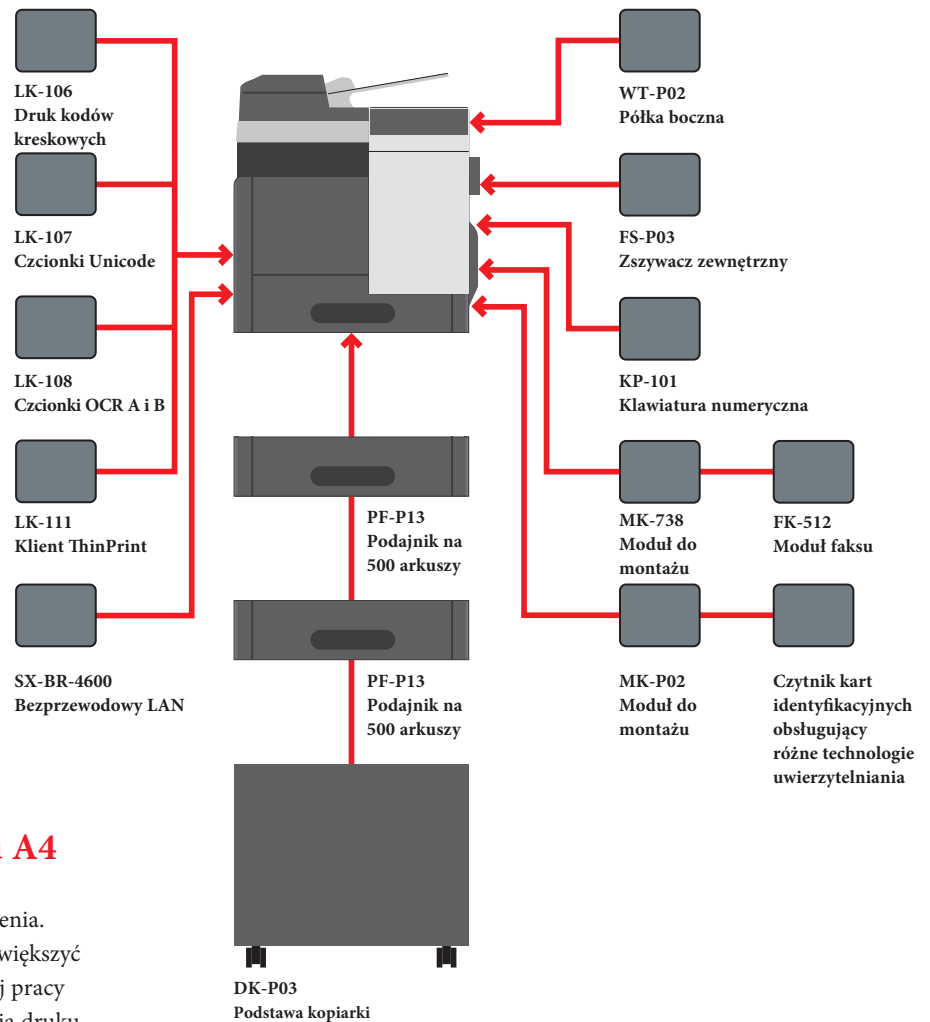 LK-106
Druk kodów
kreskowych
LK-107
Czcionki Unicode
LK-108
Czcionki OCR A i B
LK-111
Klient ThinPrint
SX-BR-4600
Bezprzewodowy LAN
WT-P02
Półka boczna
FS-P03
Zszywacz zewnętrzny
KP-101
Klawiatura numeryczna
MK-738
Moduł do
montażu
FK-512
Moduł faksu
MK-P02
Moduł do
montażu
Czytnik kart
identyfikacyjnych
obsługujący
różne technologie
uwierzytelniania
PF-P13
Podajnik na
500 arkuszy
PF-P13
Podajnik na
500 arkuszy
DK-P03
Podstawa kopiarki
A4
pracy